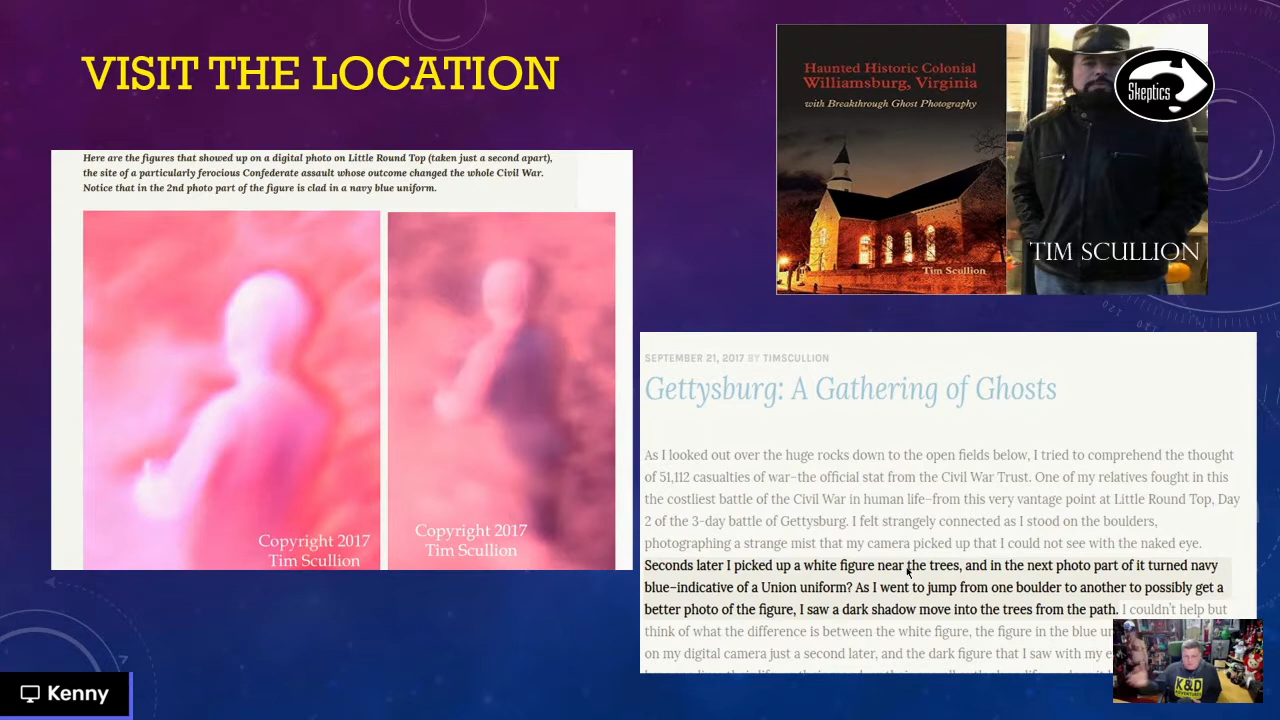 VISIT THE LOCATION
Here are the figures that showed up on a digital photo on Little Round Top (taken just a second apart),
the site of a particularly ferocious Confederate assault whose outcome changed the whole Civil War.
Notice that in the 2nd photo part of the figure is clad in a navy blue uniform.
Copyright 2017
Tim Scullion
Copyright 2017
Tim Scullion
Haunted Historic Colonial
Williamsburg, Virginia
with Breakthrough Ghost Photography
Tim Scullion
Skeptics
TIM SCULLION
SEPTEMBER 21, 2017 BY TIMSCULLION
Gettysburg: A Gathering of Ghosts
As I looked out over the huge rocks down to the open fields below, I tried to comprehend the thought
of 51,112 casualties of war–the official stat from the Civil War Trust. One of my relatives fought in this
the costliest battle of the Civil War in human life–from this very vantage point at Little Round Top, Day
2 of the 3-day battle of Gettysburg. I felt strangely connected as I stood on the boulders,
photographing a strange mist that my camera picked up that I could not see with the naked eye.
Seconds later I picked up a white figure near the trees, and in the next photo part of it turned navy
blue–indicative of a Union uniform? As I went to jump from one boulder to another to possibly get a
better photo of the figure, I saw a dark shadow move into the trees from the path. I couldn't help but
think of what the difference is between the white figure, the figure in the blue
on my digital camera just a second later, and the dark figure that I saw with my
K&D
ADVENTURES
Kenny